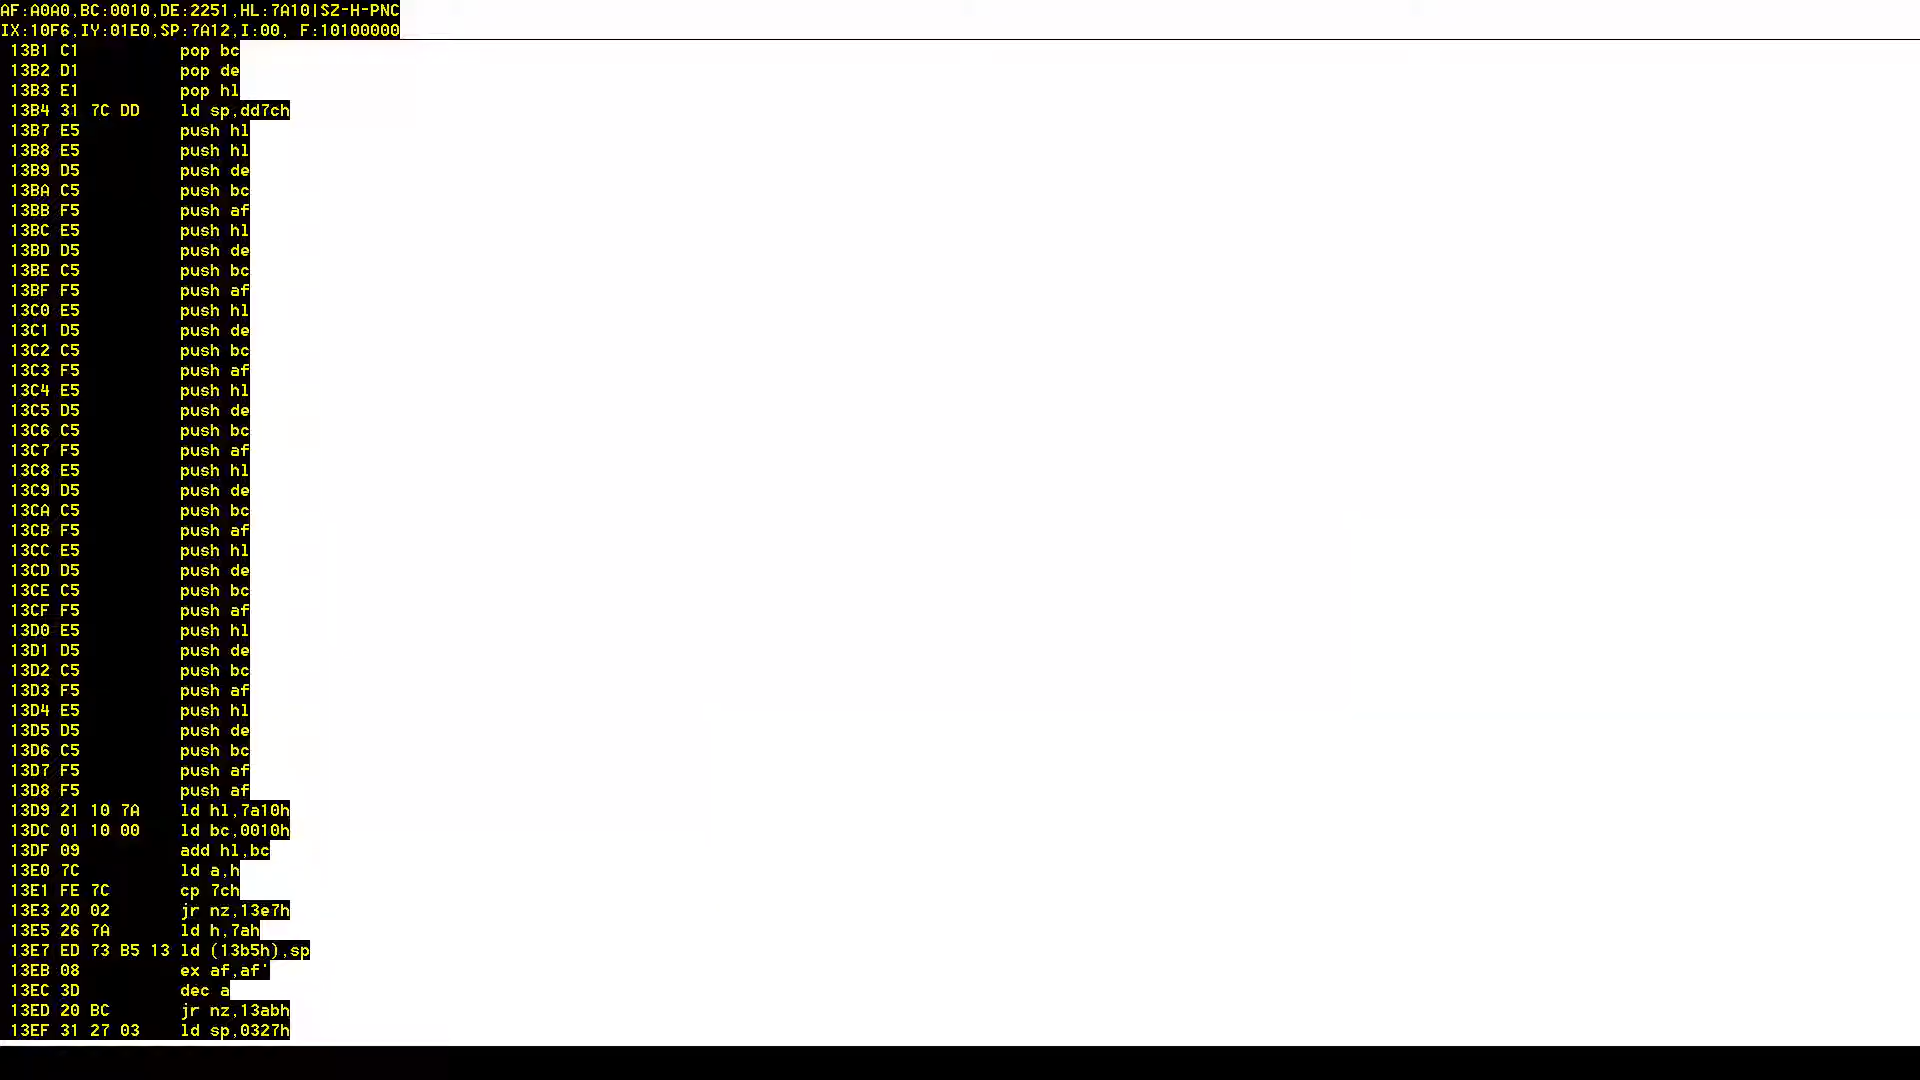 AF:A0A0,BC:0010,DE:2251,HL:7A10|SZ-H-PNC
IX:10F6,IY:01E0,SP:7A12,I:00, F:10100000
13B1 C1 pop bc
13B2 D1 pop de
13B3 E1 pop hl
13B4 31 7C DD ld sp,dd7ch
13B7 E5 push hl
13B8 E5 push hl
13B9 D5 push de
13BA C5 push bc
13BB F5 push af
13BC E5 push hl
13BD D5 push de
13BE C5 push bc
13BF F5 push af
13C0 E5 push hl
13C1 D5 push de
13C2 C5 push bc
13C3 F5 push af
13C4 E5 push hl
13C5 D5 push de
13C6 C5 push bc
13C7 F5 push af
13C8 E5 push hl
13C9 D5 push de
13CA C5 push bc
13CB F5 push af
13CC E5 push hl
13CD D5 push de
13CE C5 push bc
13CF F5 push af
13D0 E5 push hl
13D1 D5 push de
13D2 C5 push bc
13D3 F5 push af
13D4 E5 push hl
13D5 D5 push de
13D6 C5 push bc
13D7 F5 push af
13D8 F5 push af
13D9 21 10 7A ld hl,7a10h
13DC 01 10 00 ld bc,0010h
13DF 09 add hl,bc
13E0 7C ld a,h
13E1 FE 7C cp 7ch
13E3 20 02 jr nz,13e7h
13E5 26 7A ld h,7ah
13E7 ED 73 B5 13 ld (13b5h),sp
13EB 08 ex af,af'
13EC 3D dec a
13ED 20 BC jr nz,13abh
13EF 31 27 03 ld sp,0327h